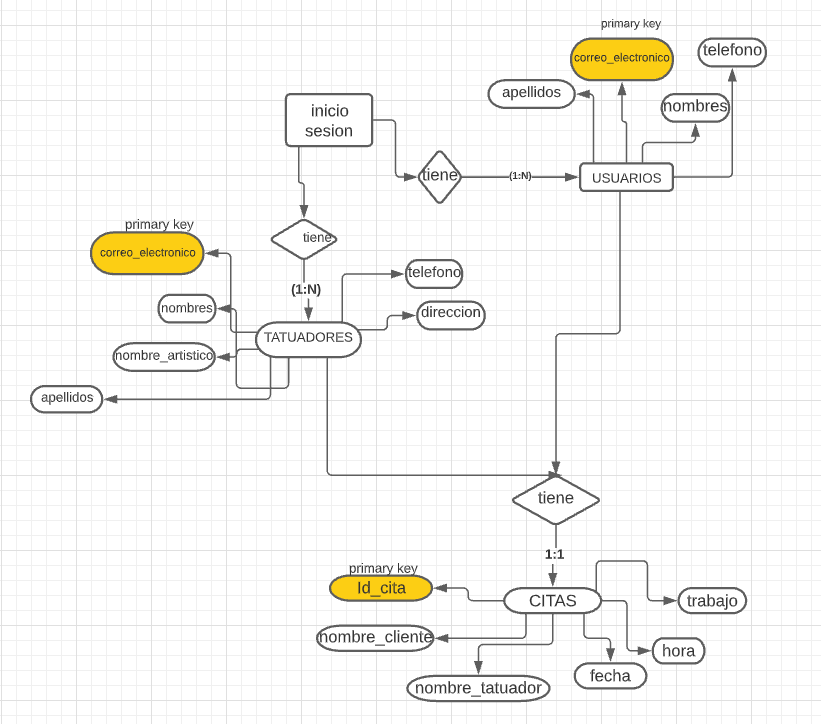 primary key
correo_electronico
telefono
apellidos
nombres
inicio
sesion
tiene
(1:N)
USUARIOS
primary key
correo_electronico
tiene
(1:N)
telefono
nombres
direccion
TATUADORES
nombre_artistico
apellidos
tiene
1:1
primary key
Id_cita
CITAS
trabajo
nombre_cliente
hora
fecha
nombre_tatuador